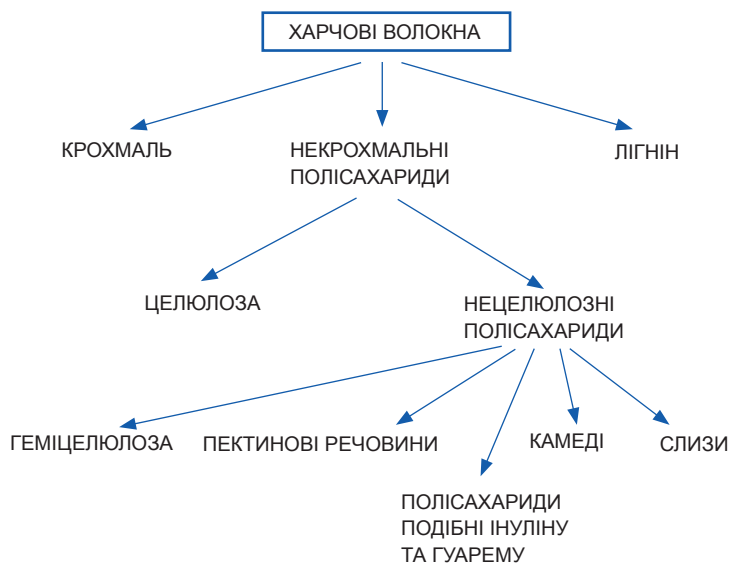 ХАРЧОВІ ВОЛОКНА
КРОХМАЛЬ
НЕКРОХМАЛЬНІ
ПОЛІСАХАРИДИ
ЛІГНІН
ЦЕЛЮЛОЗА
НЕЦЕЛЮЛОЗНІ
ПОЛІСАХАРИДИ
ГЕМІЦЕЛЮЛОЗА
ПЕКТИНОВІ РЕЧОВИНИ
КАМЕДІ
СЛИЗИ
ПОЛІСАХАРИДИ
ПОДІБНІ ІНУЛІНУ
ТА ГУАРЕМУ